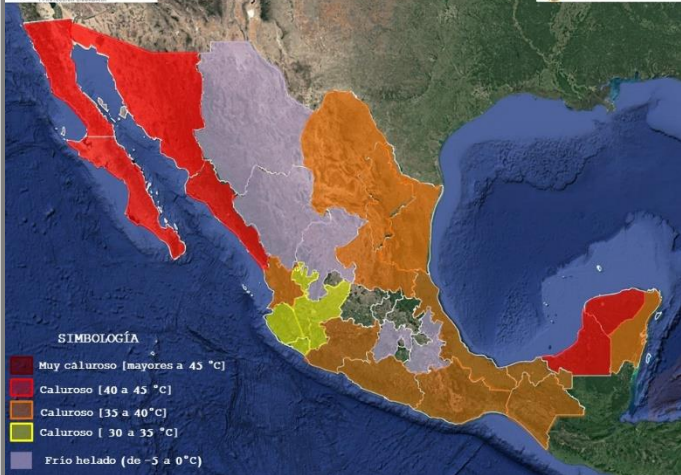 SIMBOLOGÍA
Muy caluroso [mayores a 45 °C]
Caluroso [40 a 45 °C]
Caluroso [35 a 40°C]
Caluroso [ 30 a 35 °C]
Frío helado (de -5 a 0°C)